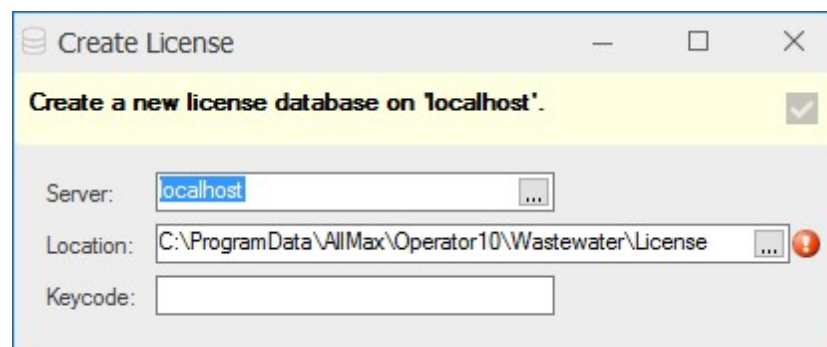 Create License
Create a new license database on 'localhost'.
Server: localhost ...
Location: C:\ProgramData\AllMax\Operator10\Wastewater\License ...
Keycode: